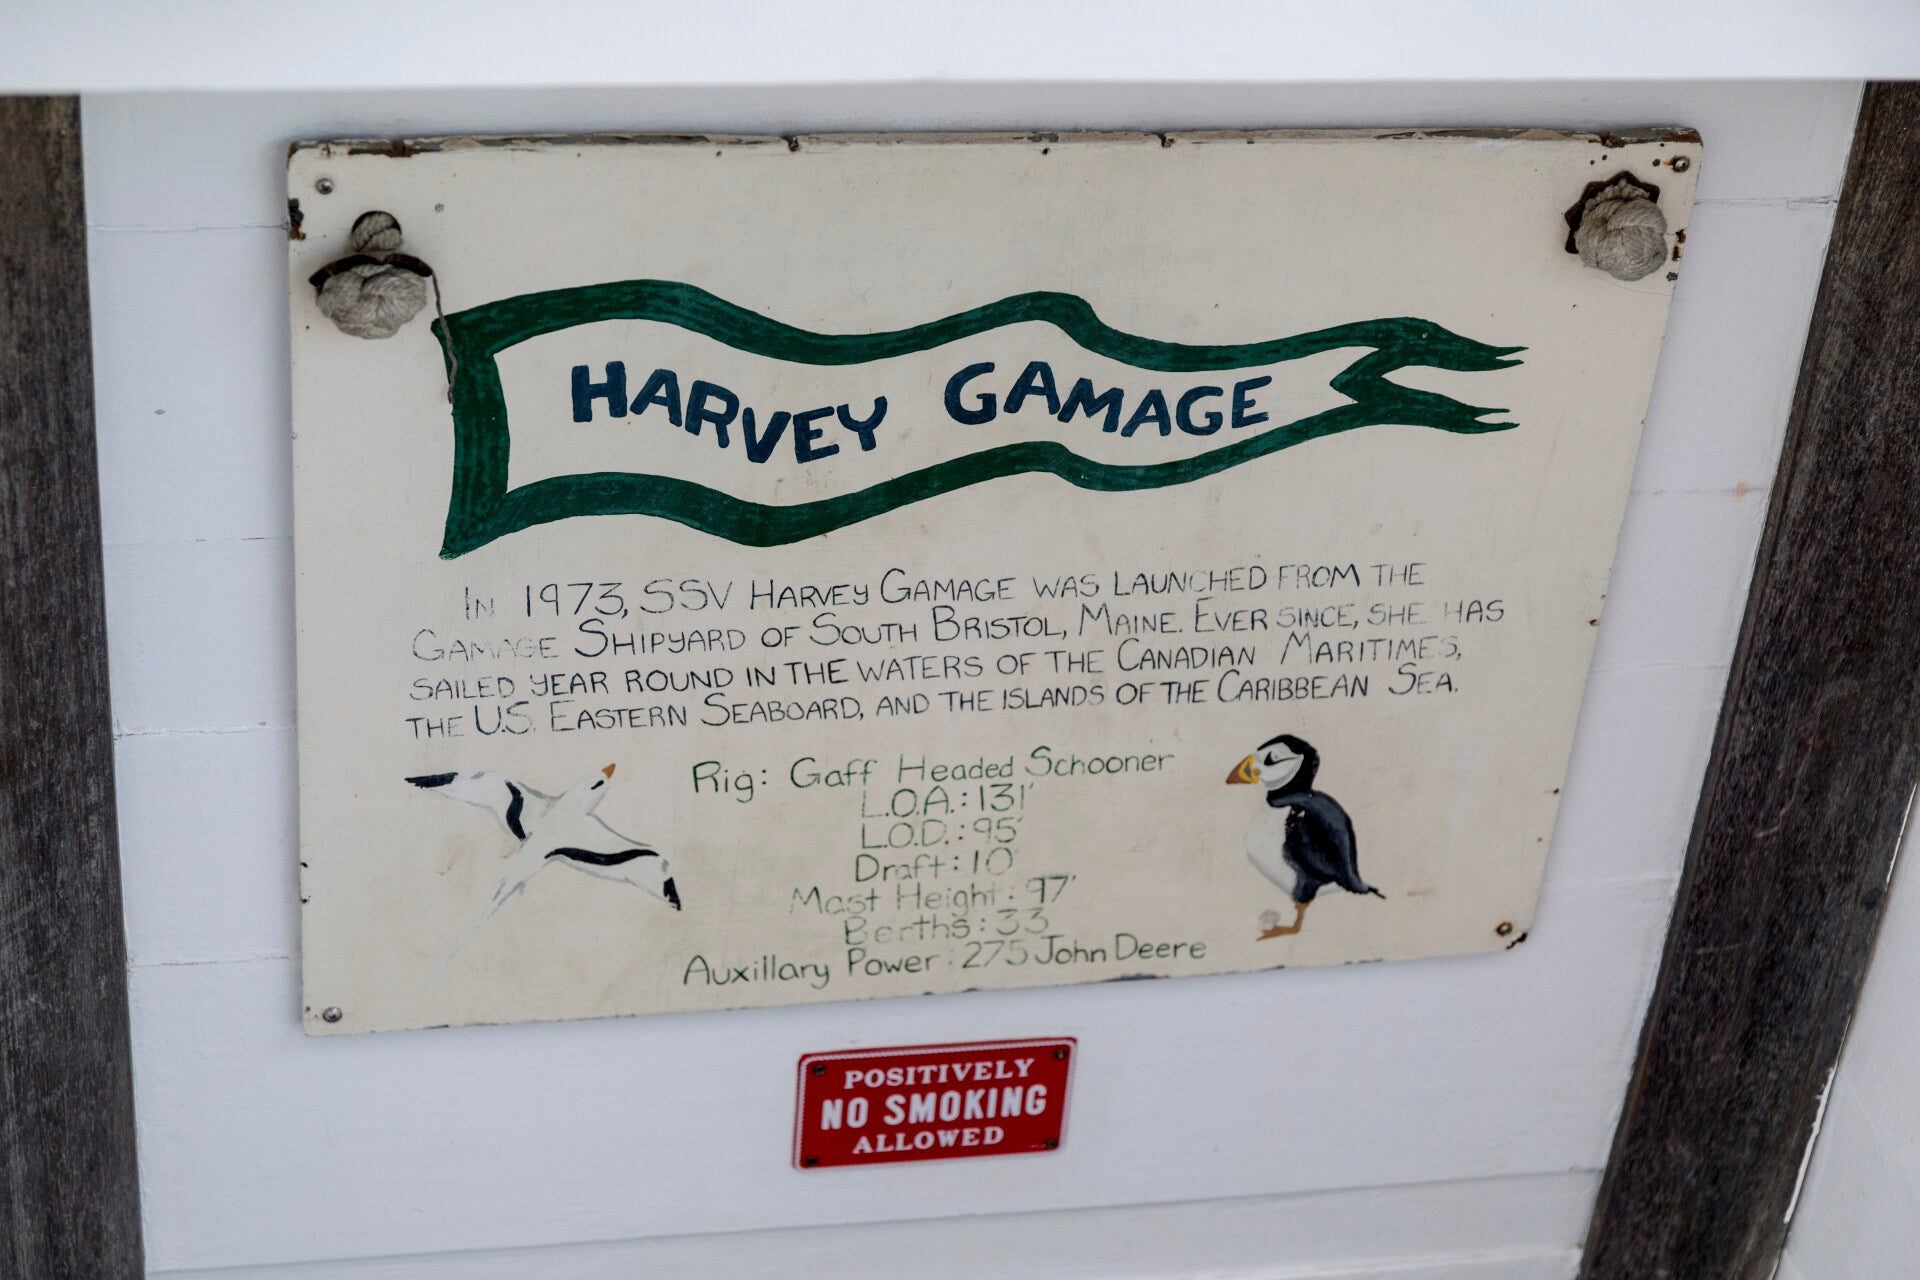 HARVEY GAMAGE
IN 1973, SSV HARVEY GAMAGE WAS LAUNCHED FROM THE
GAMAGE SHIPYARD OF SOUTH BRISTOL, MAINE. EVER SINCE, SHE HAS
SAILED YEAR ROUND IN THE WATERS OF THE CANADIAN MARITIMES,
THE U.S. EASTERN SEABOARD, AND THE ISLANDS OF THE CARIBBEAN SEA.
Rig: Gaff Headed Schooner
L.O.A.: 131'
L.O.D.: 95'
Draft: 10'
Mast Height: 97'
Berths: 33
Auxillary Power: 275 John Deere
POSITIVELY
NO SMOKING
ALLOWED